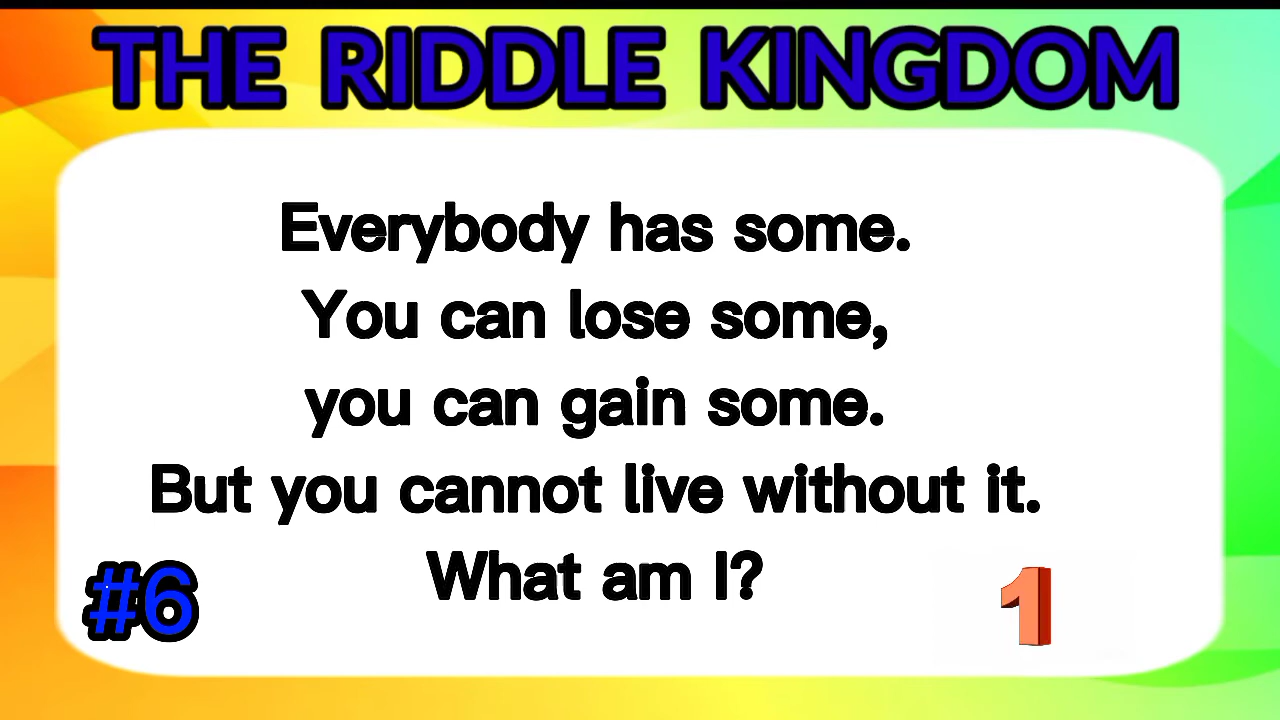 THE RIDDLE KINGDOM
Everybody has some.
You can lose some,
you can gain some.
But you cannot live without it.
What am I?
#6
1